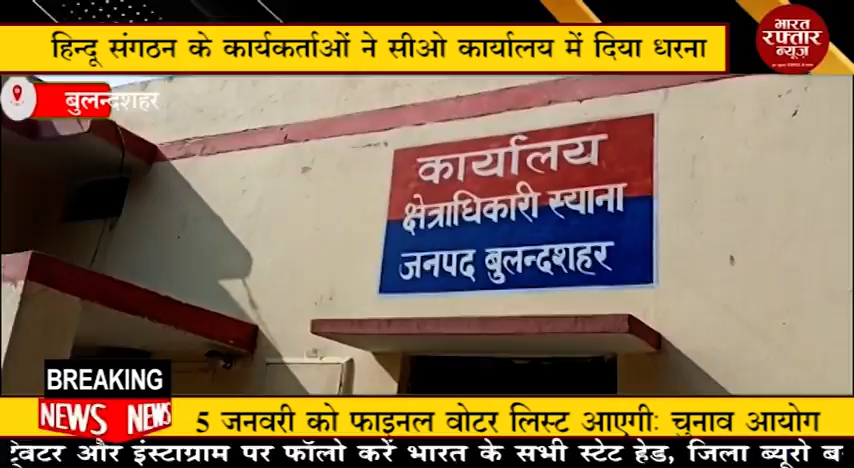 हिन्दू संगठन के कार्यकर्ताओं ने सीओ कार्यालय में दिया धरना
भारत
रफ्तार
न्यूज़
बुलन्दशहर
कार्यालय
क्षेत्राधिकारी स्याना
जनपद बुलन्दशहर
BREAKING
NEWS NEWS
5 जनवरी को फाइनल वोटर लिस्ट आएगी: चुनाव आयोग
और इंस्टाग्राम पर फॉलो करें भारत के सभी स्टेट हेड, जिला ब्यूरो